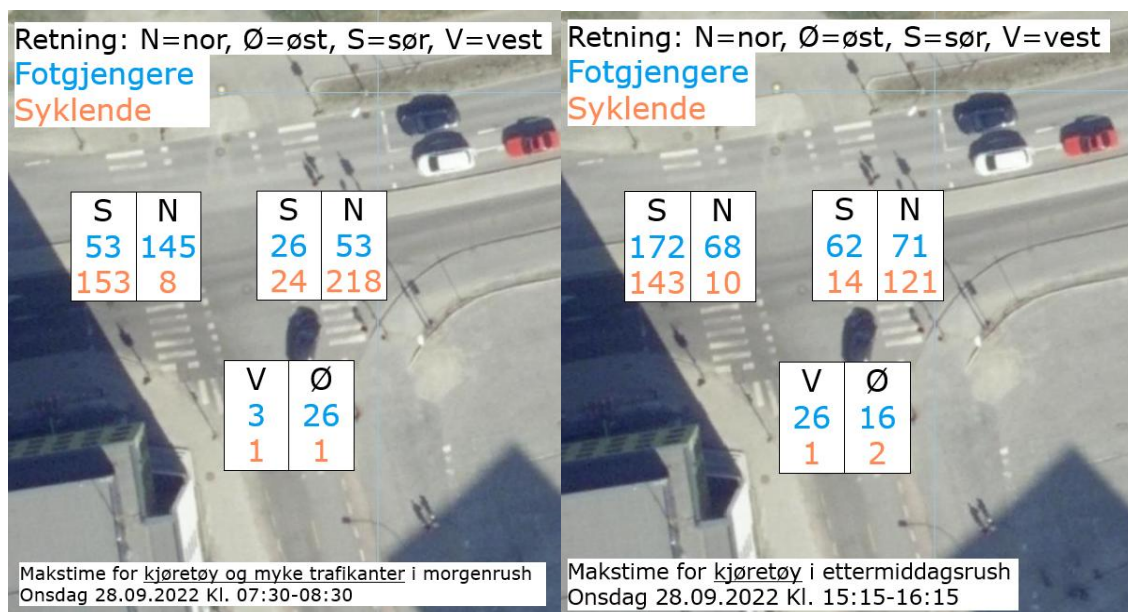 Retning: N=nor, Ø=øst, S=sør, V=vest
Fotgjengere
Syklende
S N
53 145
153 8
S N
26 53
24 218
V Ø
3 26
1 1
Makstime for kjøretøy og myke trafikanter i morgenrush
Onsdag 28.09.2022 Kl. 07:30-08:30
Retning: N=nor, Ø=øst, S=sør, V=vest
Fotgjengere
Syklende
S N
172 68
143 10
S N
62 71
14 121
V Ø
26 16
1 2
Makstime for kjøretøy i ettermiddagsrush
Onsdag 28.09.2022 Kl. 15:15-16:15